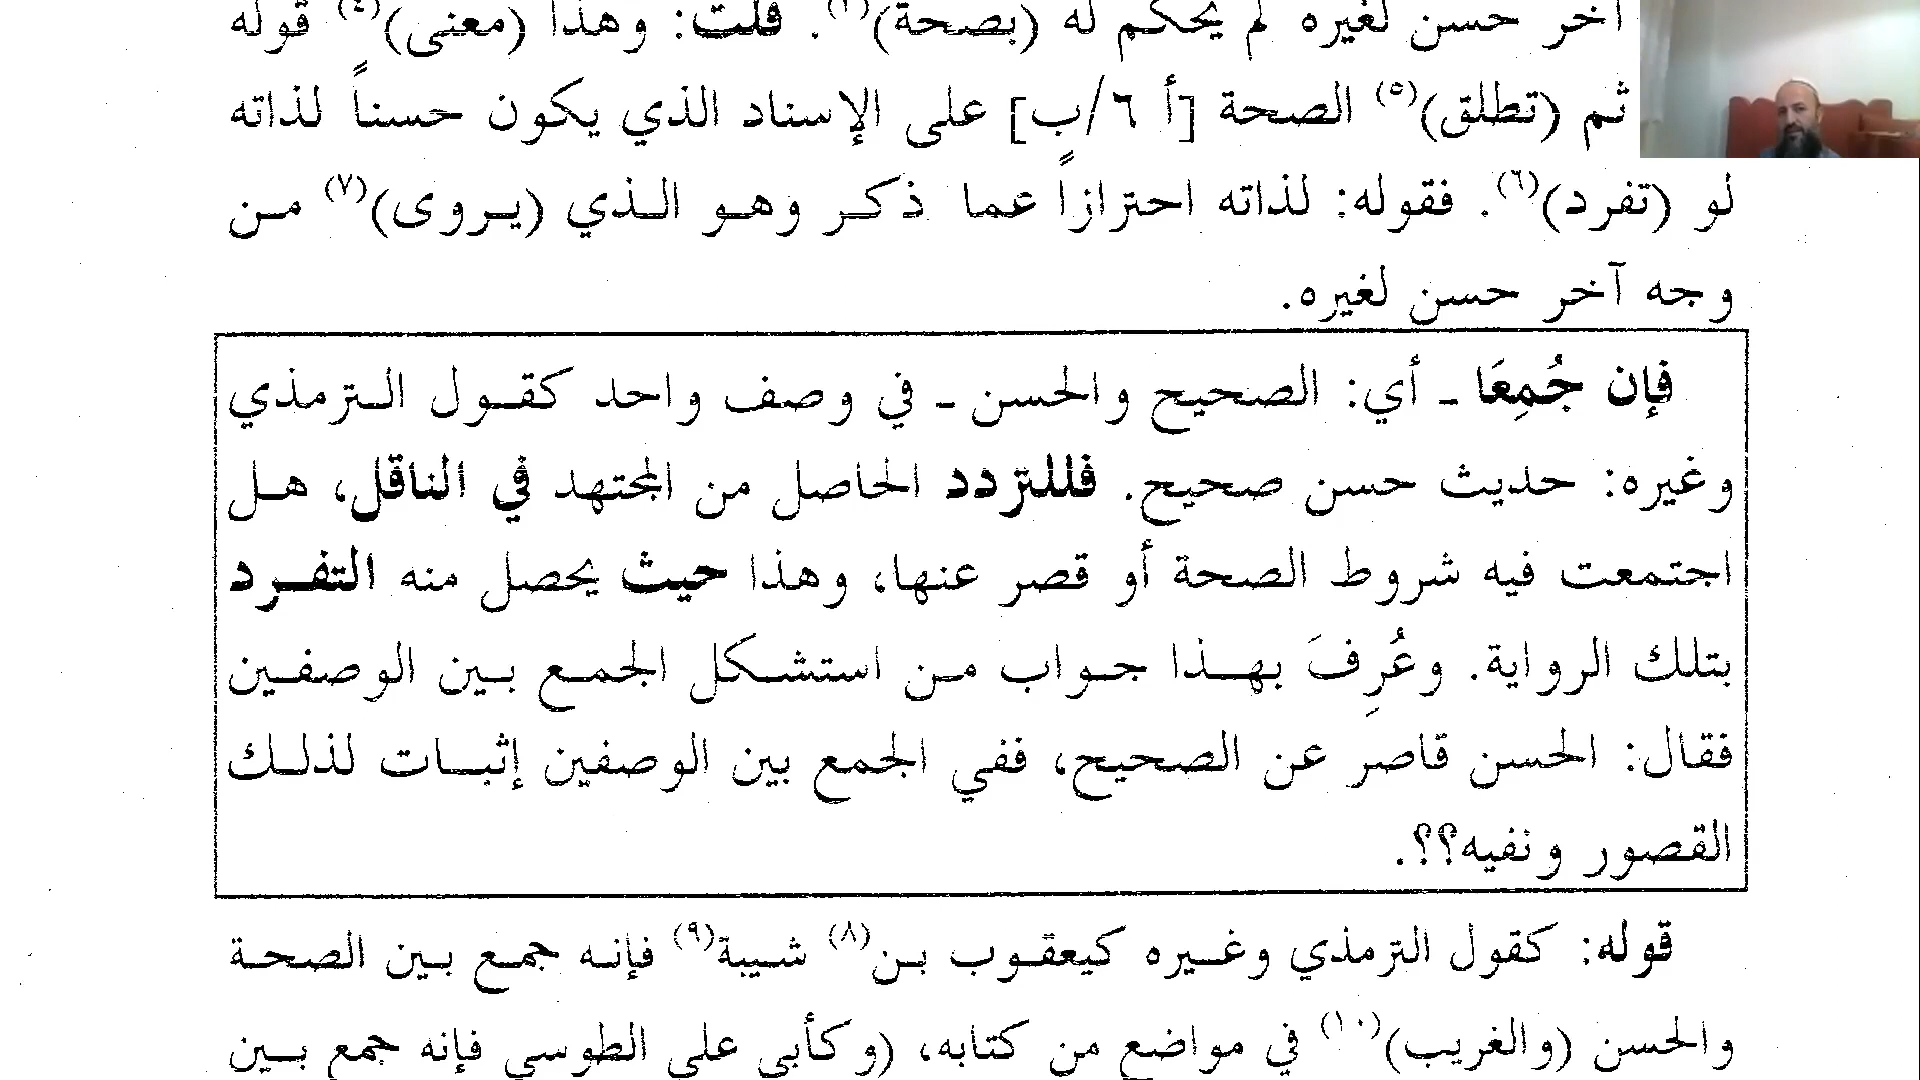 آخر حسن لغيره لم يحكم له (بصحة)(٣). قلت: وهذا (معنى)(٤) قوله
ثم (تطلق)(٥) الصحة [أ ٦/ب] على الإسناد الذي يكون حسناً لذاته
لو (تفرد)(٦). فقوله: لذاته احترازاً عما ذكر وهو الذي (يروى)(٧) من
وجه آخر حسن لغيره.
فإن جُمِعَا ـ أي: الصحيح والحسن ـ في وصف واحد كقول الترمذي
وغيره: حديث حسن صحيح. فللتردد الحاصل من المجتهد في الناقل، هل
اجتمعت فيه شروط الصحة أو قصر عنها، وهذا حيث يحصل منه التفرد
بتلك الرواية. وعُرِفَ بهذا جواب من استشكل الجمع بين الوصفين
فقال: الحسن قاصر عن الصحيح، ففي الجمع بين الوصفين إثبات لذلك
القصور ونفيه؟؟.
قوله: كقول الترمذي وغيره كيعقوب بن(٨) شيبة(٩) فإنه جمع بين الصحة
والحسن (والغريب)(١٠) في مواضع من كتابه، (وكأبي علي الطوسي فإنه جمع بين